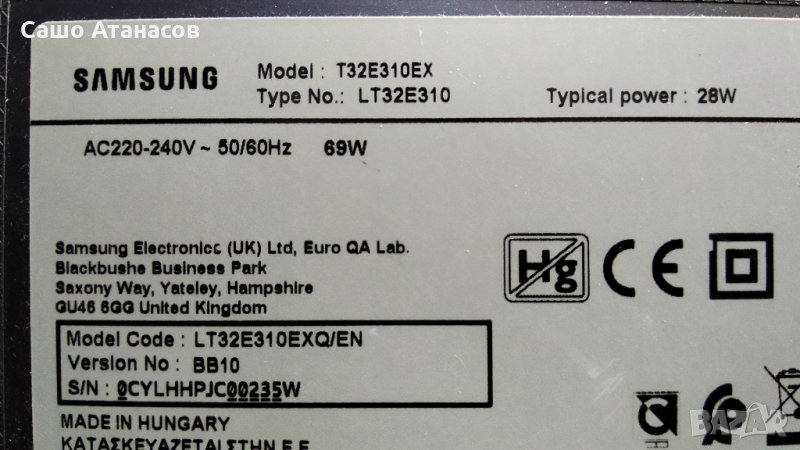 Сашо Атанасов
SAMSUNG
Model : T32E310EX
Type No.: LT32E310
Typical power : 28W
AC220-240V ~ 50/60Hz 69W
Samsung Electronics (UK) Ltd, Euro QA Lab.
Blackbushe Business Park
Saxony Way, Yateley, Hampshire
GU46 6GG United Kingdom
Hg
CE
Model Code : LT32E310EXQ/EN
Version No : BB10
S/N : 0CYLHHPJC00235W
MADE IN HUNGARY
ΚΑΤΑΣΚΕΥΑΖΕΤΑΙ ΣΤΗΝ Ε.Ε.
BAZAR